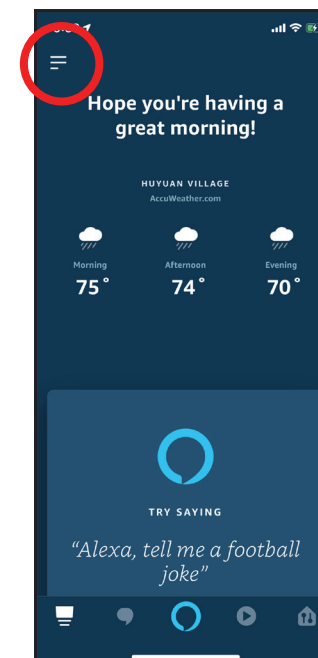 Hope you're having a
great morning!
HUYUAN VILLAGE
AccuWeather.com
Morning
Afternoon
Evening
75°
74°
70°
TRY SAYING
“Alexa, tell me a football
joke”